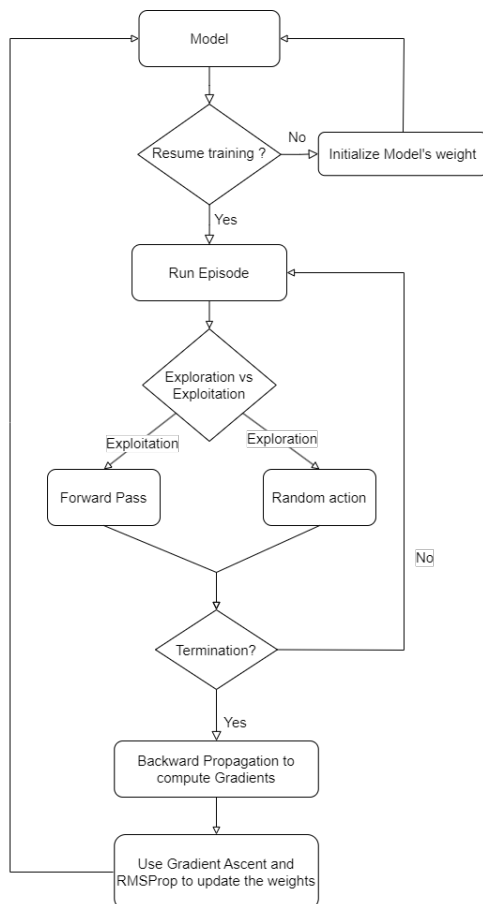 Model
Resume training ?
No
Initialize Model's weight
Yes
Run Episode
Exploration vs
Exploitation
Exploitation
Exploration
Forward Pass
Random action
No
Termination?
Yes
Backward Propagation to
compute Gradients
Use Gradient Ascent and
RMSProp to update the weights